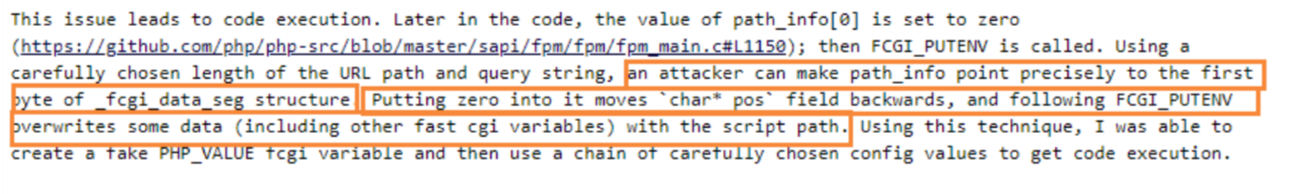 This issue leads to code execution. Later in the code, the value of path_info[0] is set to zero
(https://github.com/php/php-src/blob/master/sapi/fpm/fpm/fpm_main.c#L1150); then FCGI_PUTENV is called. Using a
carefully chosen length of the URL path and query string, an attacker can make path_info point precisely to the first
byte of _fcgi_data_seg structure. Putting zero into it moves `char* pos` field backwards, and following FCGI_PUTENV
overwrites some data (including other fast cgi variables) with the script path. Using this technique, I was able to
create a fake PHP_VALUE fcgi variable and then use a chain of carefully chosen config values to get code execution.